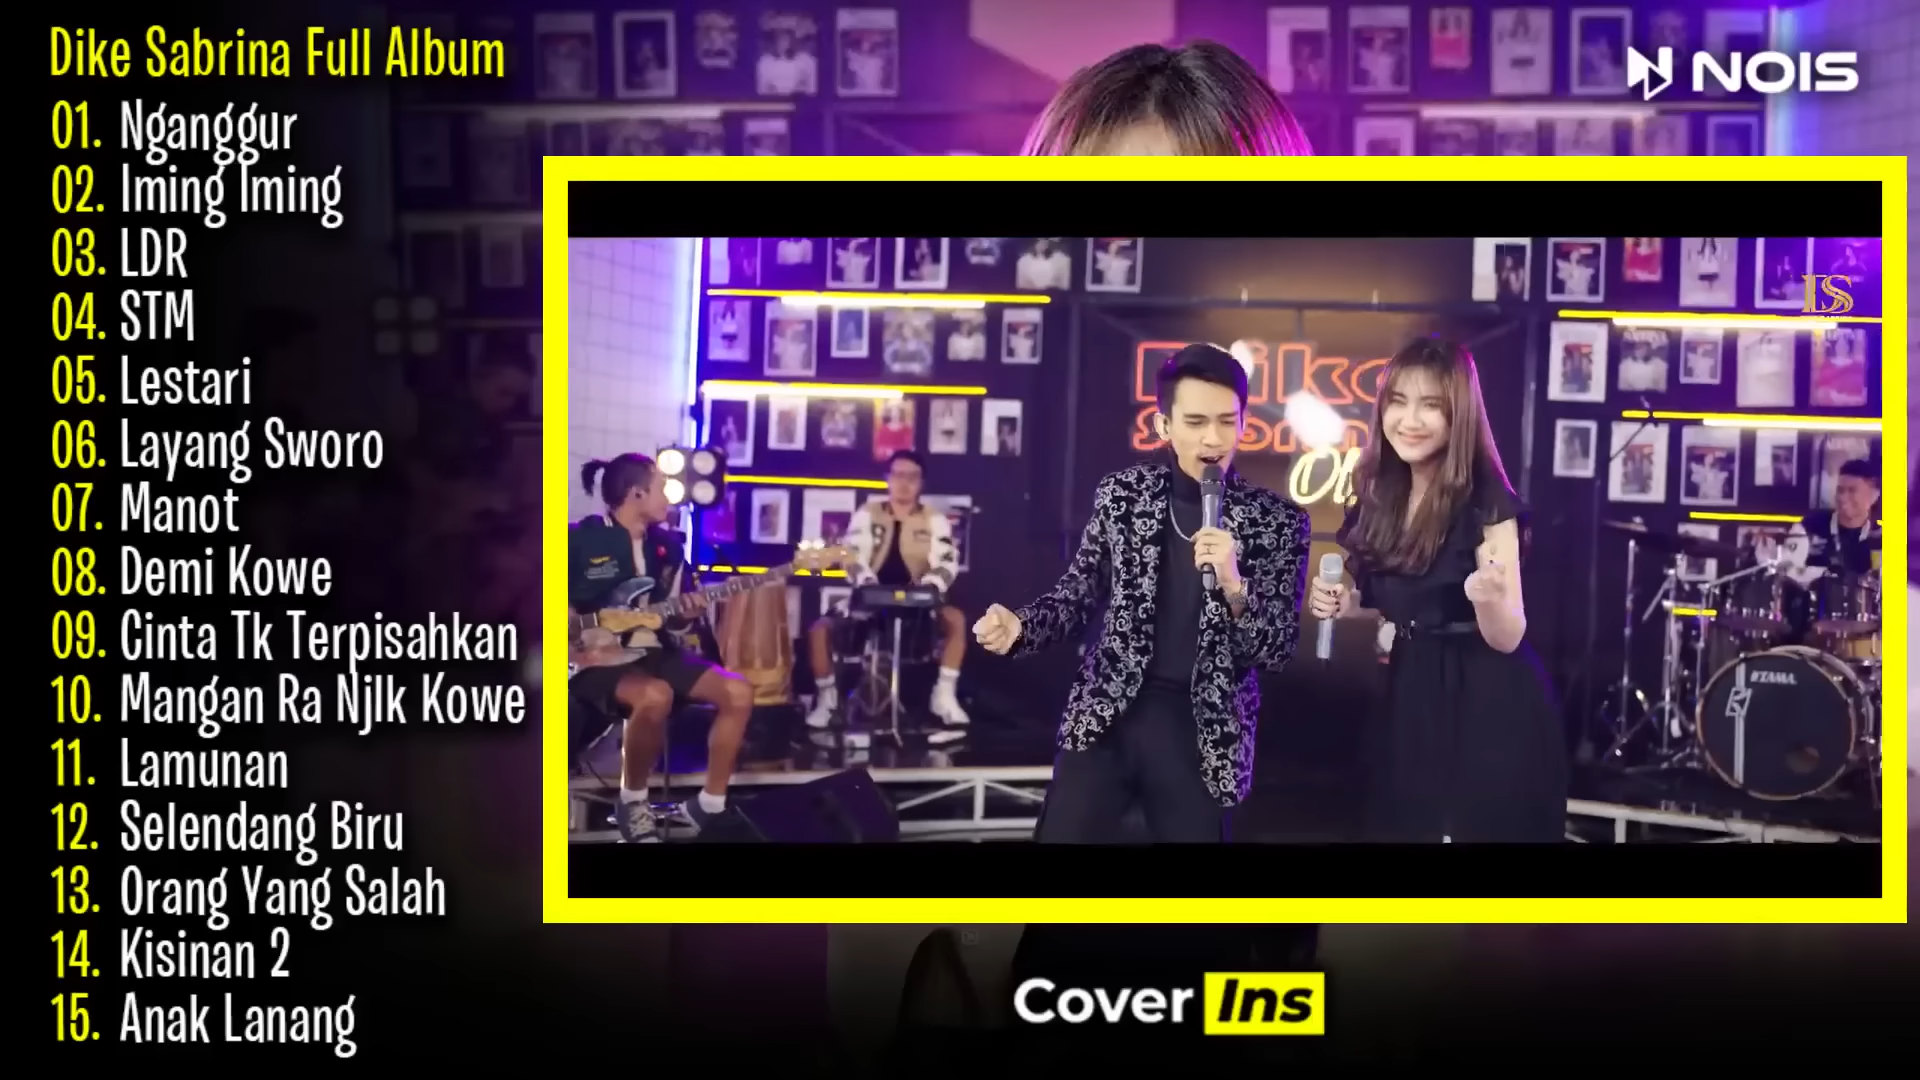 Dike Sabrina Full Album
01. Nganggur
02. Iming Iming
03. LDR
04. STM
05. Lestari
06. Layang Sworo
07. Manot
08. Demi Kowe
09. Cinta Tk Terpisahkan
10. Mangan Ra Njlk Kowe
11. Lamunan
12. Selendang Biru
13. Orang Yang Salah
14. Kisinan 2
15. Anak Lanang
NOIS
DS
TAMA
Cover Ins